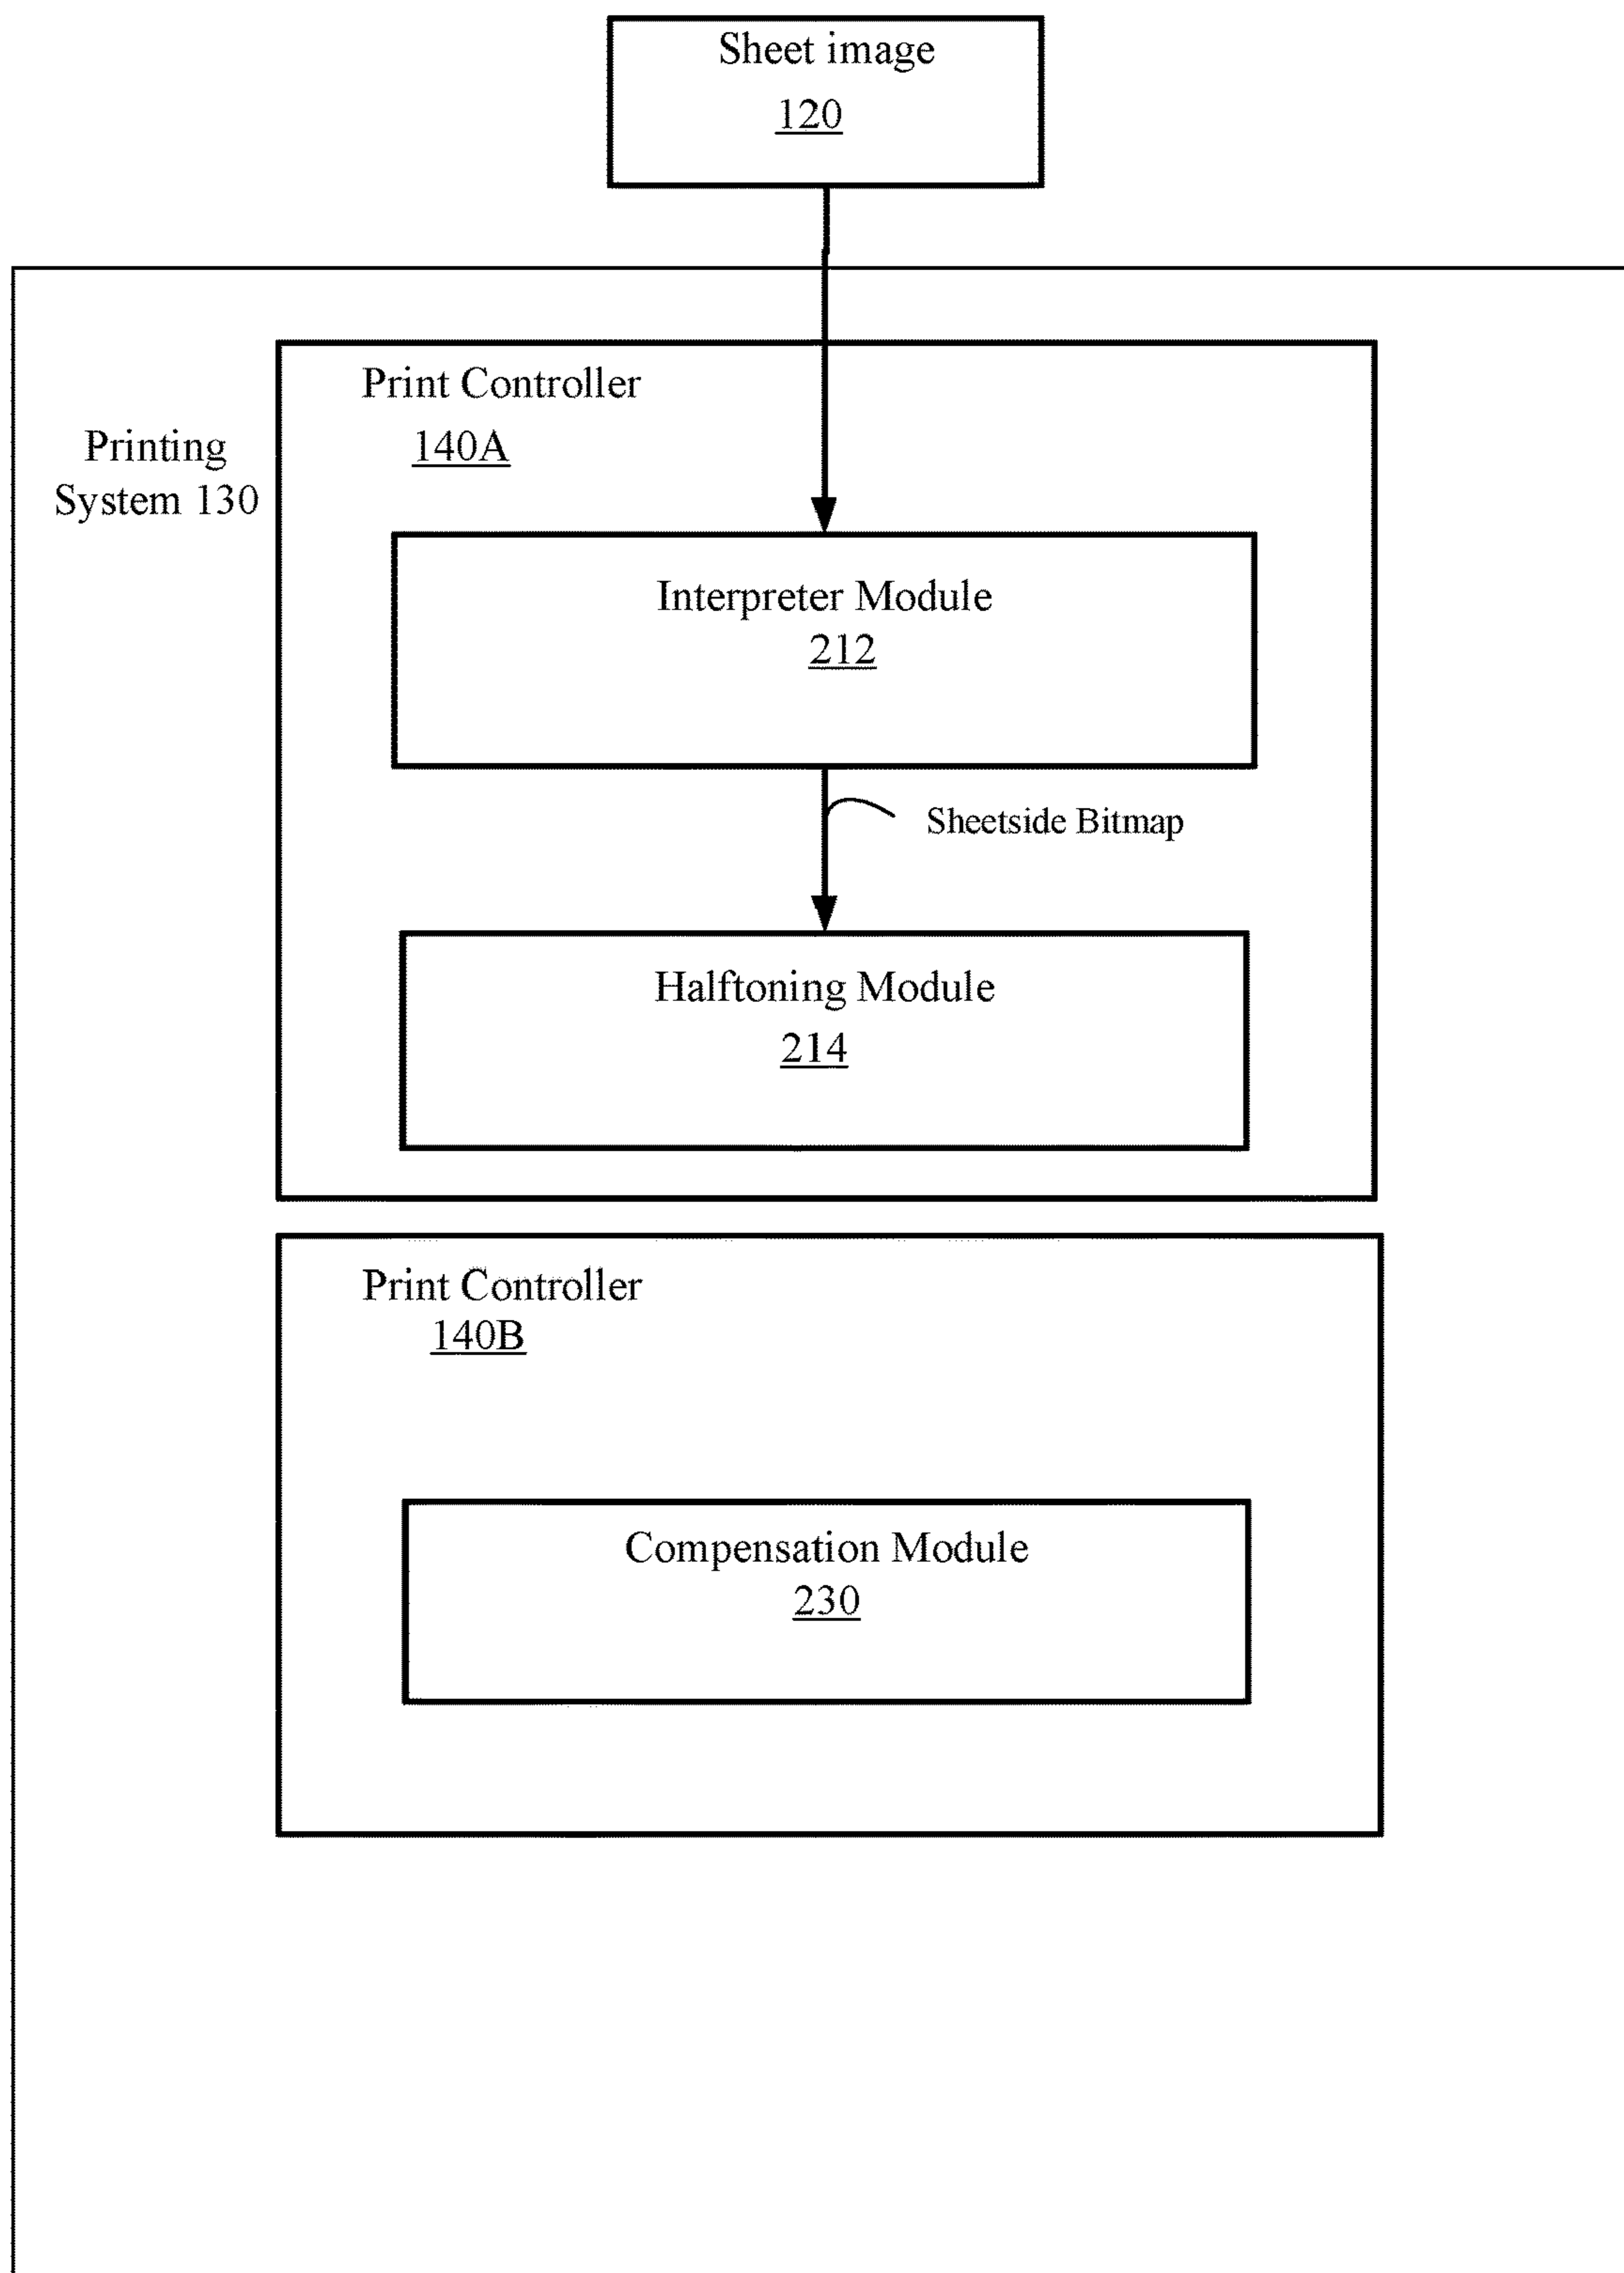 Sheet image
120
Print Controller
140A
Printing
System 130
Interpreter Module
212
Sheetside Bitmap
Halftoning Module
214
Print Controller
140B
Compensation Module
230